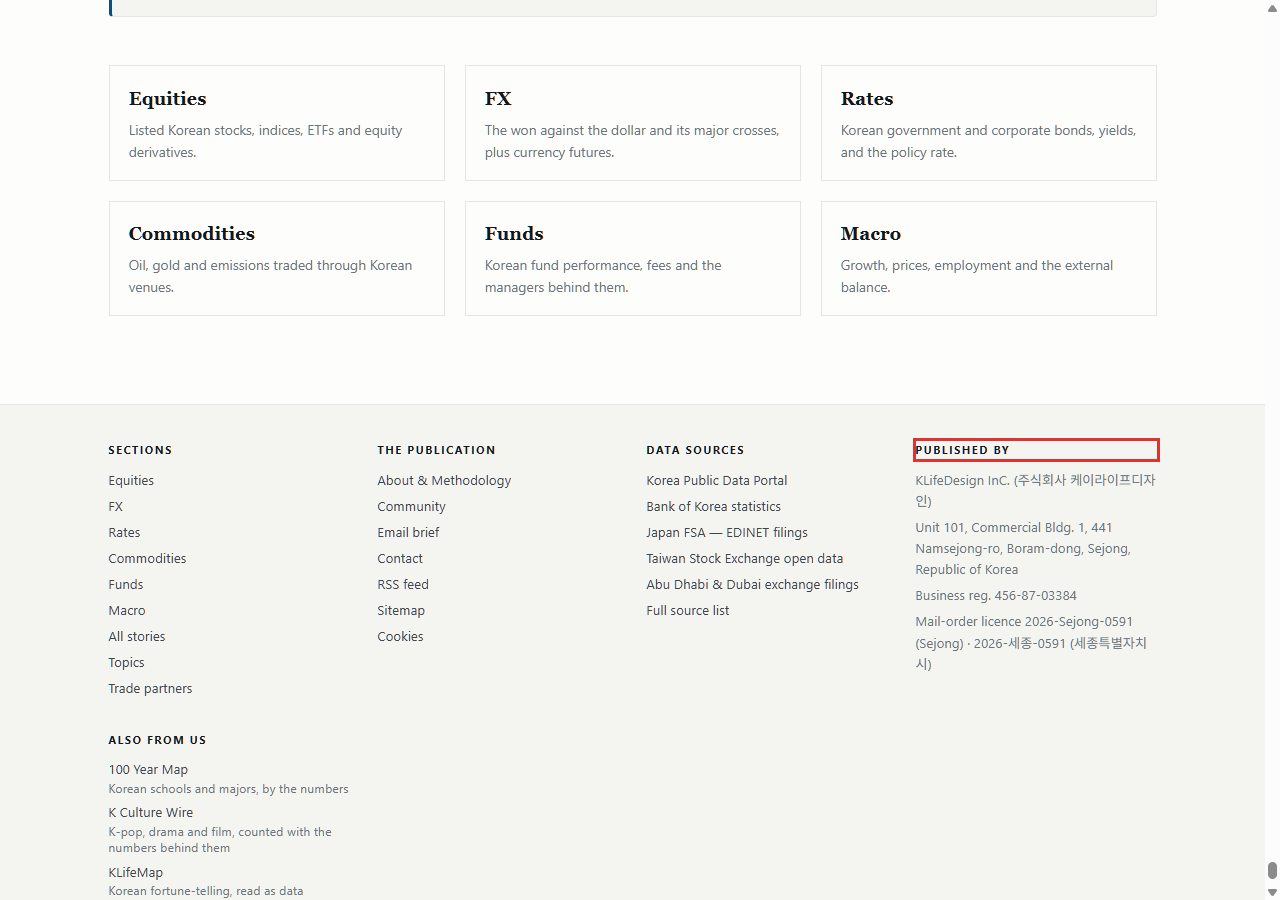 Equities
Listed Korean stocks, indices, ETFs and equity
derivatives.
FX
The won against the dollar and its major crosses,
plus currency futures.
Rates
Korean government and corporate bonds, yields,
and the policy rate.
Commodities
Oil, gold and emissions traded through Korean
venues.
Funds
Korean fund performance, fees and the
managers behind them.
Macro
Growth, prices, employment and the external
balance.
SECTIONS
Equities
FX
Rates
Commodities
Funds
Macro
All stories
Topics
Trade partners
THE PUBLICATION
About & Methodology
Community
Email brief
Contact
RSS feed
Sitemap
Cookies
DATA SOURCES
Korea Public Data Portal
Bank of Korea statistics
Japan FSA — EDINET filings
Taiwan Stock Exchange open data
Abu Dhabi & Dubai exchange filings
Full source list
PUBLISHED BY
KLifeDesign InC. (주식회사 케이라이프디자
인)
Unit 101, Commercial Bldg. 1, 441
Namsejong-ro, Boram-dong, Sejong,
Republic of Korea
Business reg. 456-87-03384
Mail-order licence 2026-Sejong-0591
(Sejong) · 2026-세종-0591 (세종특별자치
시)
ALSO FROM US
100 Year Map
Korean schools and majors, by the numbers
K Culture Wire
K-pop, drama and film, counted with the
numbers behind them
KLifeMap
Korean fortune-telling, read as data